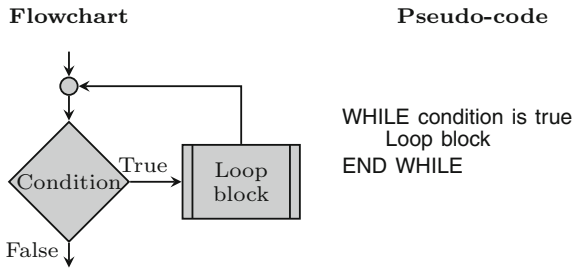 Flowchart
Pseudo-code
True
Condition
Loop
block
False
WHILE condition is true
Loop block
END WHILE